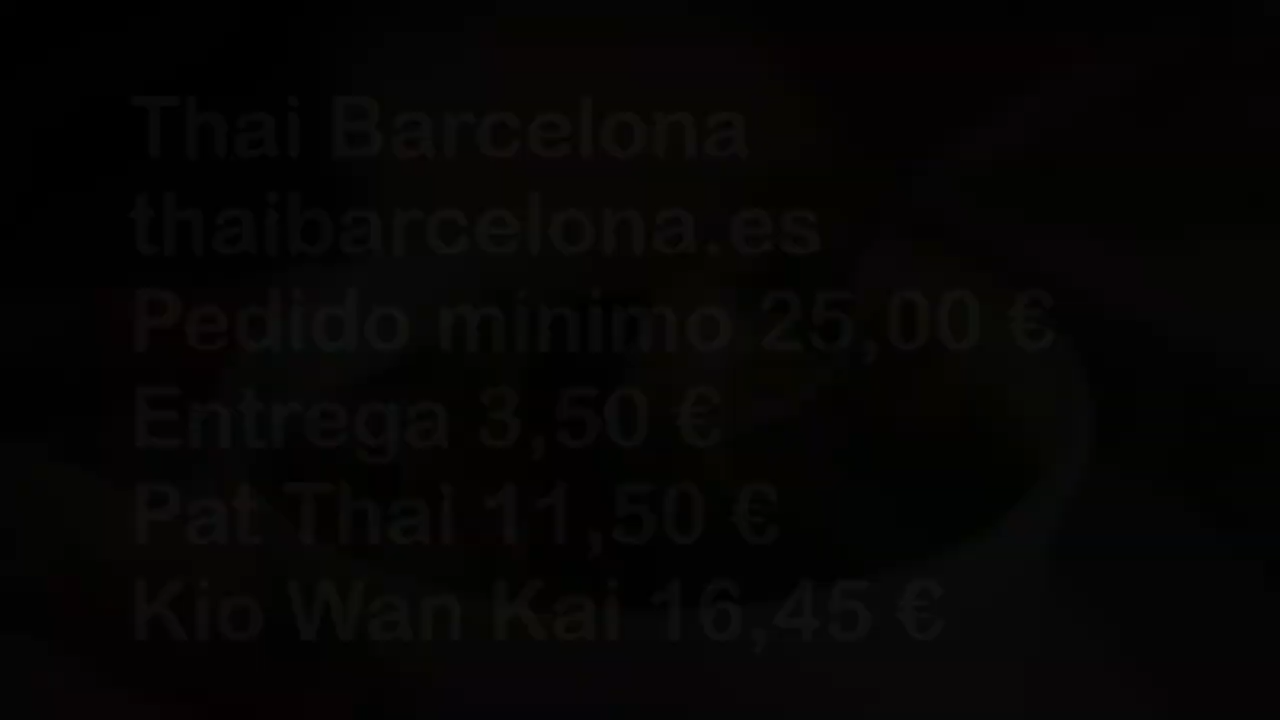 Thai Barcelona
thaibarcelona.es
Pedido mínimo 25,00 €
Entrega 3,50 €
Pat Thai 11,50 €
Kio Wan Kai 16,45 €